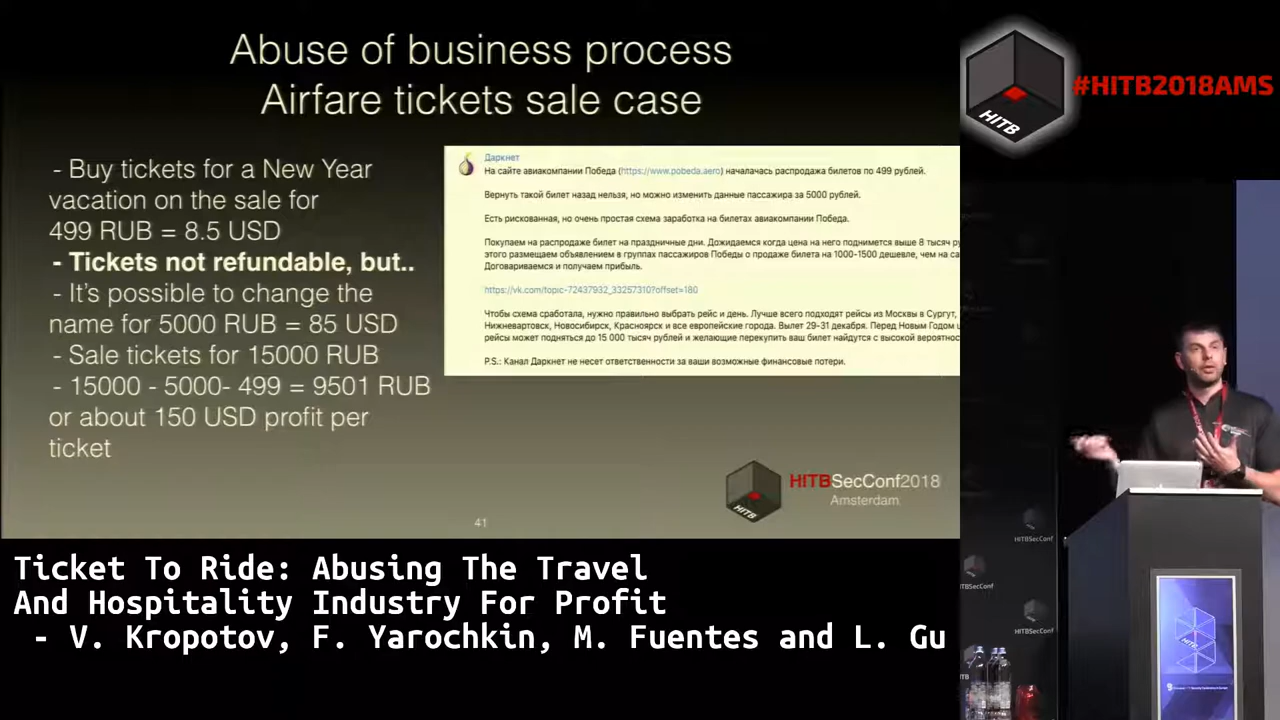 Abuse of business process
Airfare tickets sale case
- Buy tickets for a New Year
vacation on the sale for
499 RUB = 8.5 USD
- Tickets not refundable, but..
- It's possible to change the
name for 5000 RUB = 85 USD
- Sale tickets for 15000 RUB
- 15000 - 5000- 499 = 9501 RUB
or about 150 USD profit per
ticket
Даркнет
На сайте авиакомпании Победа (https://www.pobeda.aero) началачась распродажа билетов по 499 рублей.
Вернуть такой билет назад нельзя, но можно изменить данные пассажира за 5000 рублей.
Есть рискованная, но очень простая схема заработка на билетах авиакомпании Победа.
Покупаем на распродаже билет на праздничные дни. Дожидаемся когда цена на него поднимется выше 8 тысяч
этого размещаем объявлением в группах пассажиров Победы о продаже билета на 1000-1500 дешевле, чем на
Договариваемся и получаем прибыль.
https://vk.com/topic-72437932_33257310?offset=180
Чтобы схема сработала, нужно правильно выбрать рейс и день. Лучше всего подходят рейсы из Москвы в Сургут,
Нижневартовск, Новосибирск, Красноярск и все европейские города. Вылет 29-31 декабря. Перед Новым Годом
рейсы может подняться до 15 000 тысяч рублей и желающие перекупить ваш билет найдутся с высокой
P.S.: Канал Даркнет не несет ответственности за ваши возможные финансовые потери.
HITB
HITBSecConf2018
Amsterdam
41
HITB
#HITB2018AMS
HITBSecConf
HITBSecConf
HITB
Ticket To Ride: Abusing The Travel
And Hospitality Industry For Profit
- V. Kropotov, F. Yarochkin, M. Fuentes and L. Gu